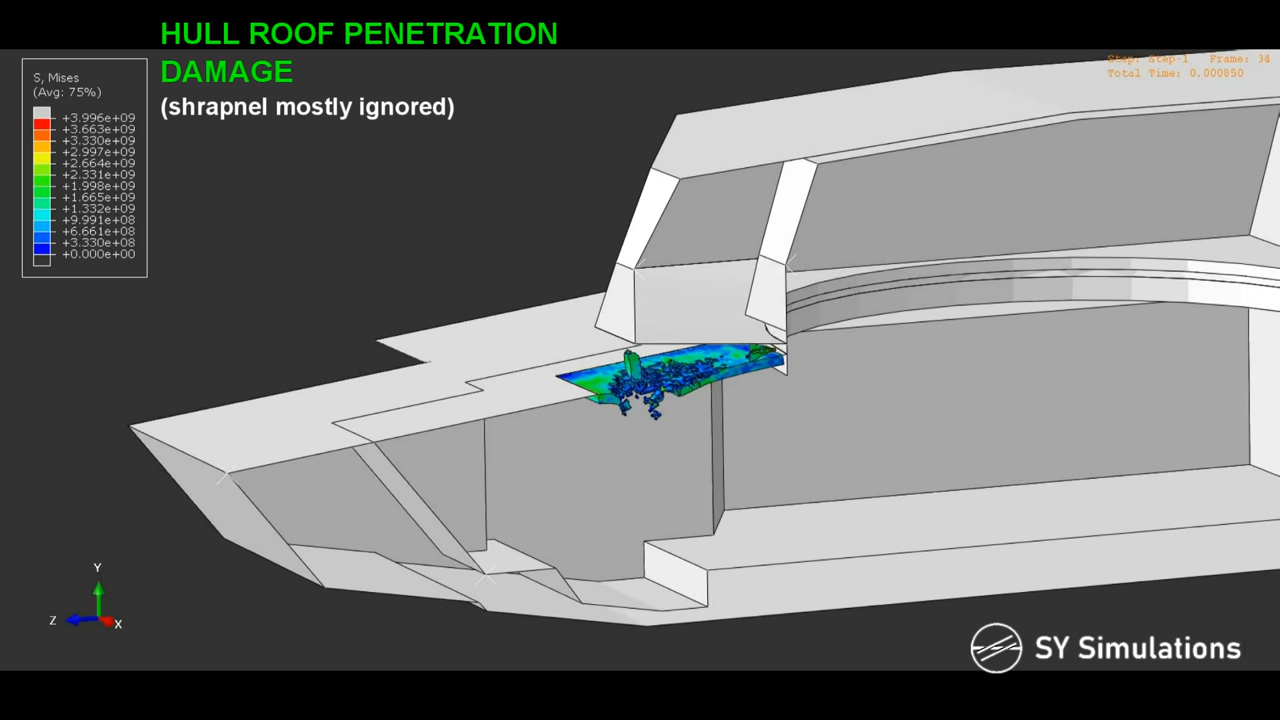 HULL ROOF PENETRATION
DAMAGE
(shrapnel mostly ignored)
Step: Step-1 Frame: 34
Total Time: 0.000850
S, Mises
(Avg: 75%)
+3.996e+09
+3.663e+09
+3.330e+09
+2.997e+09
+2.664e+09
+2.331e+09
+1.998e+09
+1.665e+09
+1.332e+09
+9.991e+08
+6.661e+08
+3.330e+08
+0.000e+00
Y
Z
X
SY Simulations